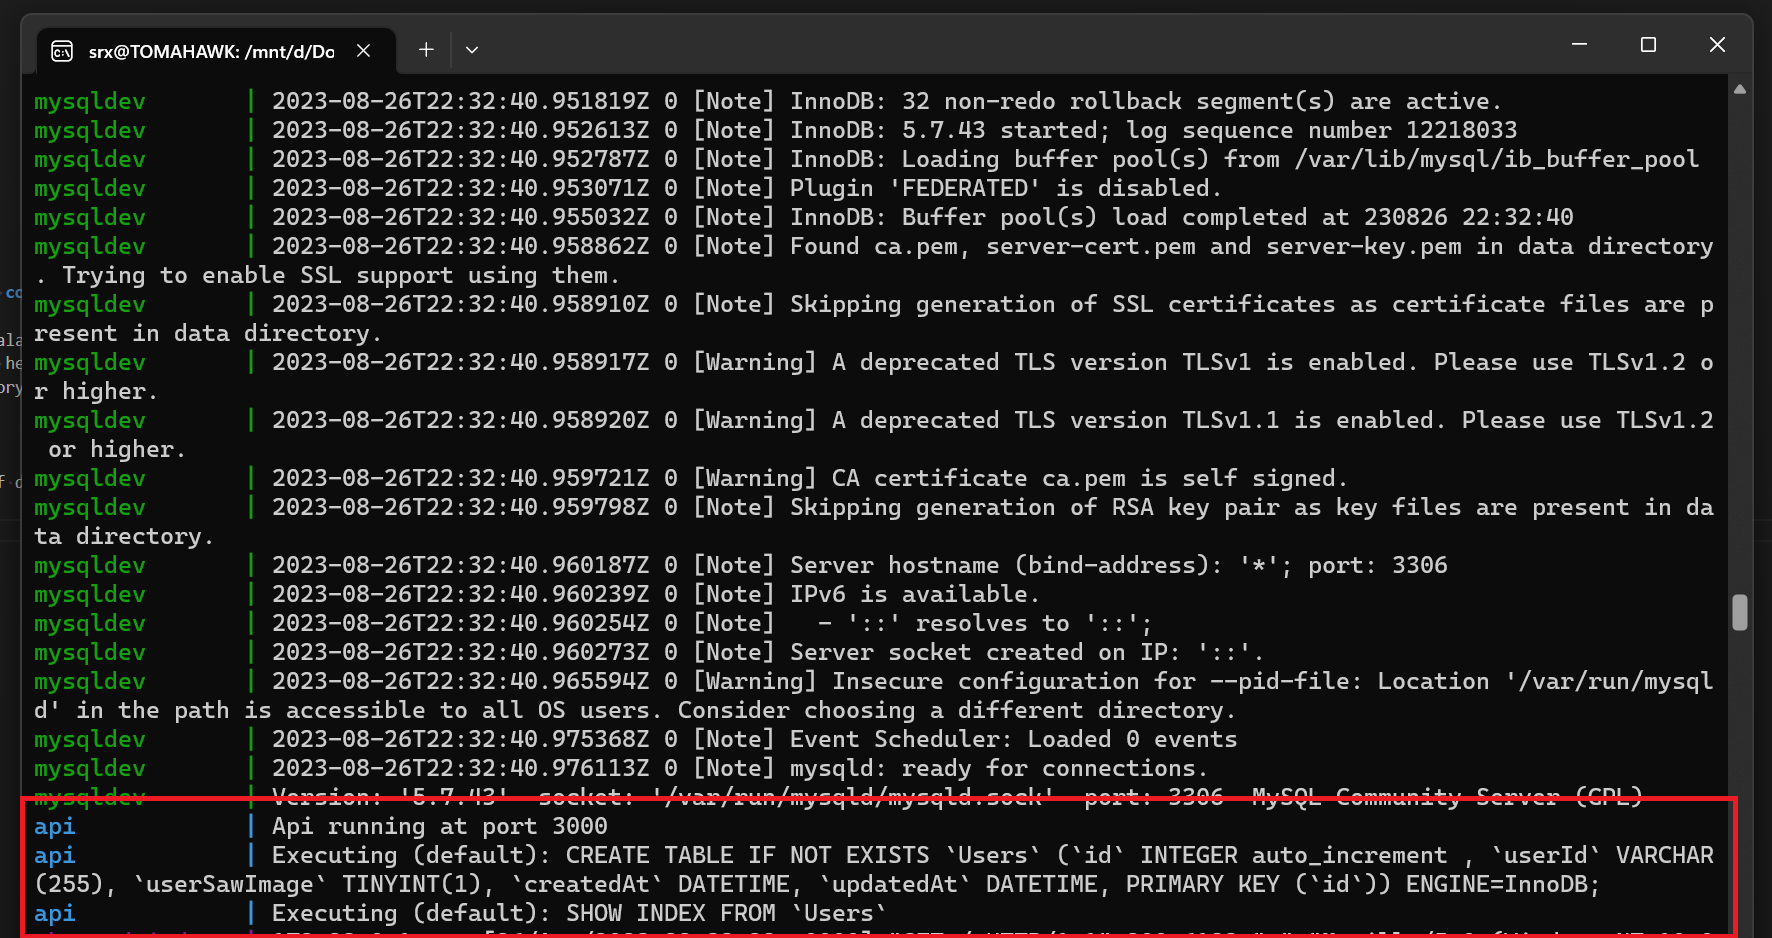 srx@TOMAHAWK: /mnt/d/Do
mysqldev | 2023-08-26T22:32:40.951819Z 0 [Note] InnoDB: 32 non-redo rollback segment(s) are active.
mysqldev | 2023-08-26T22:32:40.952613Z 0 [Note] InnoDB: 5.7.43 started; log sequence number 12218033
mysqldev | 2023-08-26T22:32:40.952787Z 0 [Note] InnoDB: Loading buffer pool(s) from /var/lib/mysql/ib_buffer_pool
mysqldev | 2023-08-26T22:32:40.953071Z 0 [Note] Plugin 'FEDERATED' is disabled.
mysqldev | 2023-08-26T22:32:40.955032Z 0 [Note] InnoDB: Buffer pool(s) load completed at 230826 22:32:40
mysqldev | 2023-08-26T22:32:40.958862Z 0 [Note] Found ca.pem, server-cert.pem and server-key.pem in data directory
. Trying to enable SSL support using them.
mysqldev | 2023-08-26T22:32:40.958910Z 0 [Note] Skipping generation of SSL certificates as certificate files are p
resent in data directory.
mysqldev | 2023-08-26T22:32:40.958917Z 0 [Warning] A deprecated TLS version TLSv1 is enabled. Please use TLSv1.2 o
r higher.
mysqldev | 2023-08-26T22:32:40.958920Z 0 [Warning] A deprecated TLS version TLSv1.1 is enabled. Please use TLSv1.2
or higher.
mysqldev | 2023-08-26T22:32:40.959721Z 0 [Warning] CA certificate ca.pem is self signed.
mysqldev | 2023-08-26T22:32:40.959798Z 0 [Note] Skipping generation of RSA key pair as key files are present in da
ta directory.
mysqldev | 2023-08-26T22:32:40.960187Z 0 [Note] Server hostname (bind-address): '*'; port: 3306
mysqldev | 2023-08-26T22:32:40.960239Z 0 [Note] IPv6 is available.
mysqldev | 2023-08-26T22:32:40.960254Z 0 [Note]   - '::' resolves to '::';
mysqldev | 2023-08-26T22:32:40.960273Z 0 [Note] Server socket created on IP: '::'.
mysqldev | 2023-08-26T22:32:40.965594Z 0 [Warning] Insecure configuration for --pid-file: Location '/var/run/mysql
d' in the path is accessible to all OS users. Consider choosing a different directory.
mysqldev | 2023-08-26T22:32:40.975368Z 0 [Note] Event Scheduler: Loaded 0 events
mysqldev | 2023-08-26T22:32:40.976113Z 0 [Note] mysqld: ready for connections.
mysqldev | Version: '5.7.43' socket: '/var/run/mysqld/mysqld.sock' port: 3306 MySQL Community Server (GPL)
api | Api running at port 3000
api | Executing (default): CREATE TABLE IF NOT EXISTS `Users` (`id` INTEGER auto_increment , `userId` VARCHAR
(255), `userSawImage` TINYINT(1), `createdAt` DATETIME, `updatedAt` DATETIME, PRIMARY KEY (`id`)) ENGINE=InnoDB;
api | Executing (default): SHOW INDEX FROM `Users`